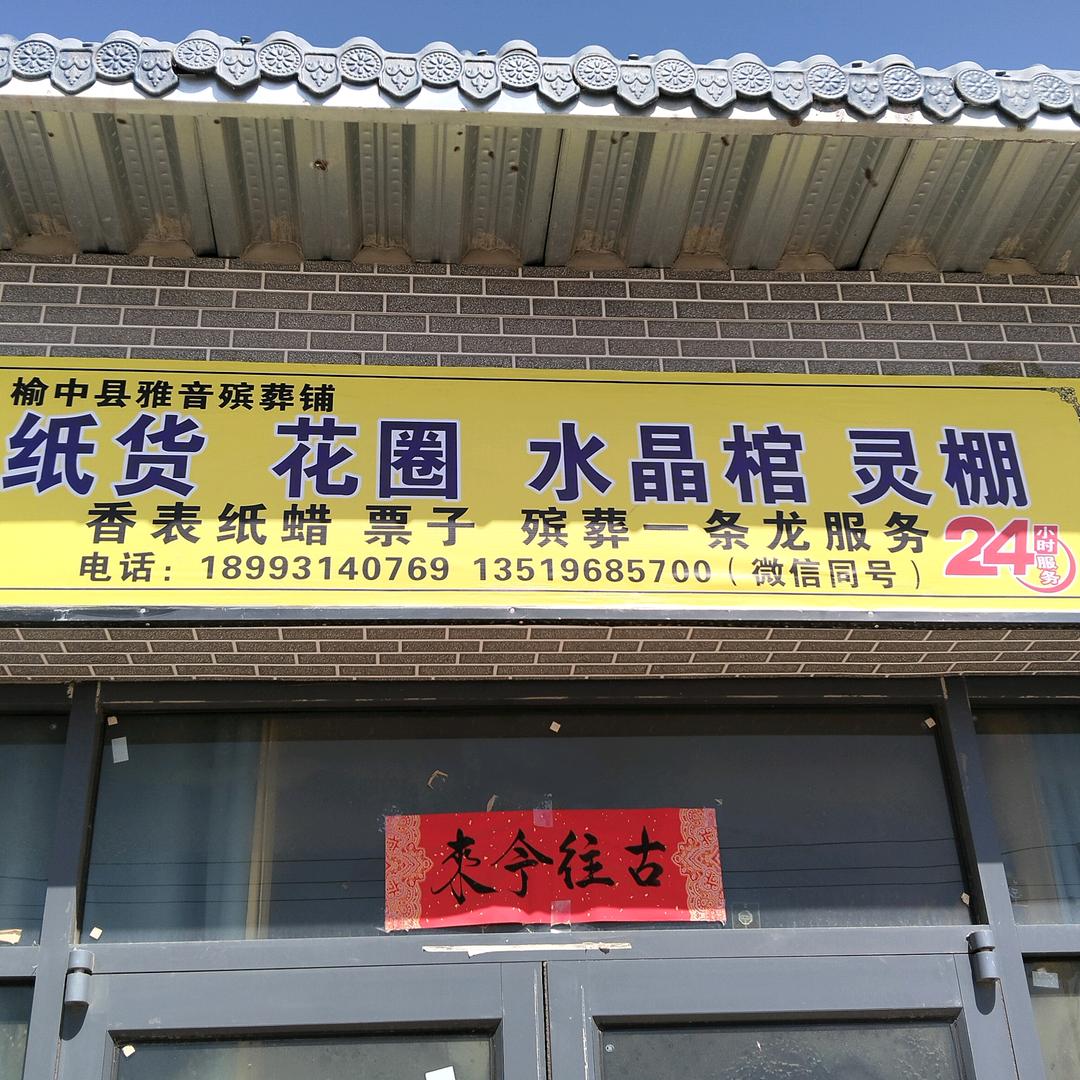 榆中县雅音殡葬铺
纸货 花圈 水晶棺 灵棚
香表纸蜡 票子 殡葬一条龙服务
24小时服务
电话：18993140769 13519685700（微信同号）
來今往古